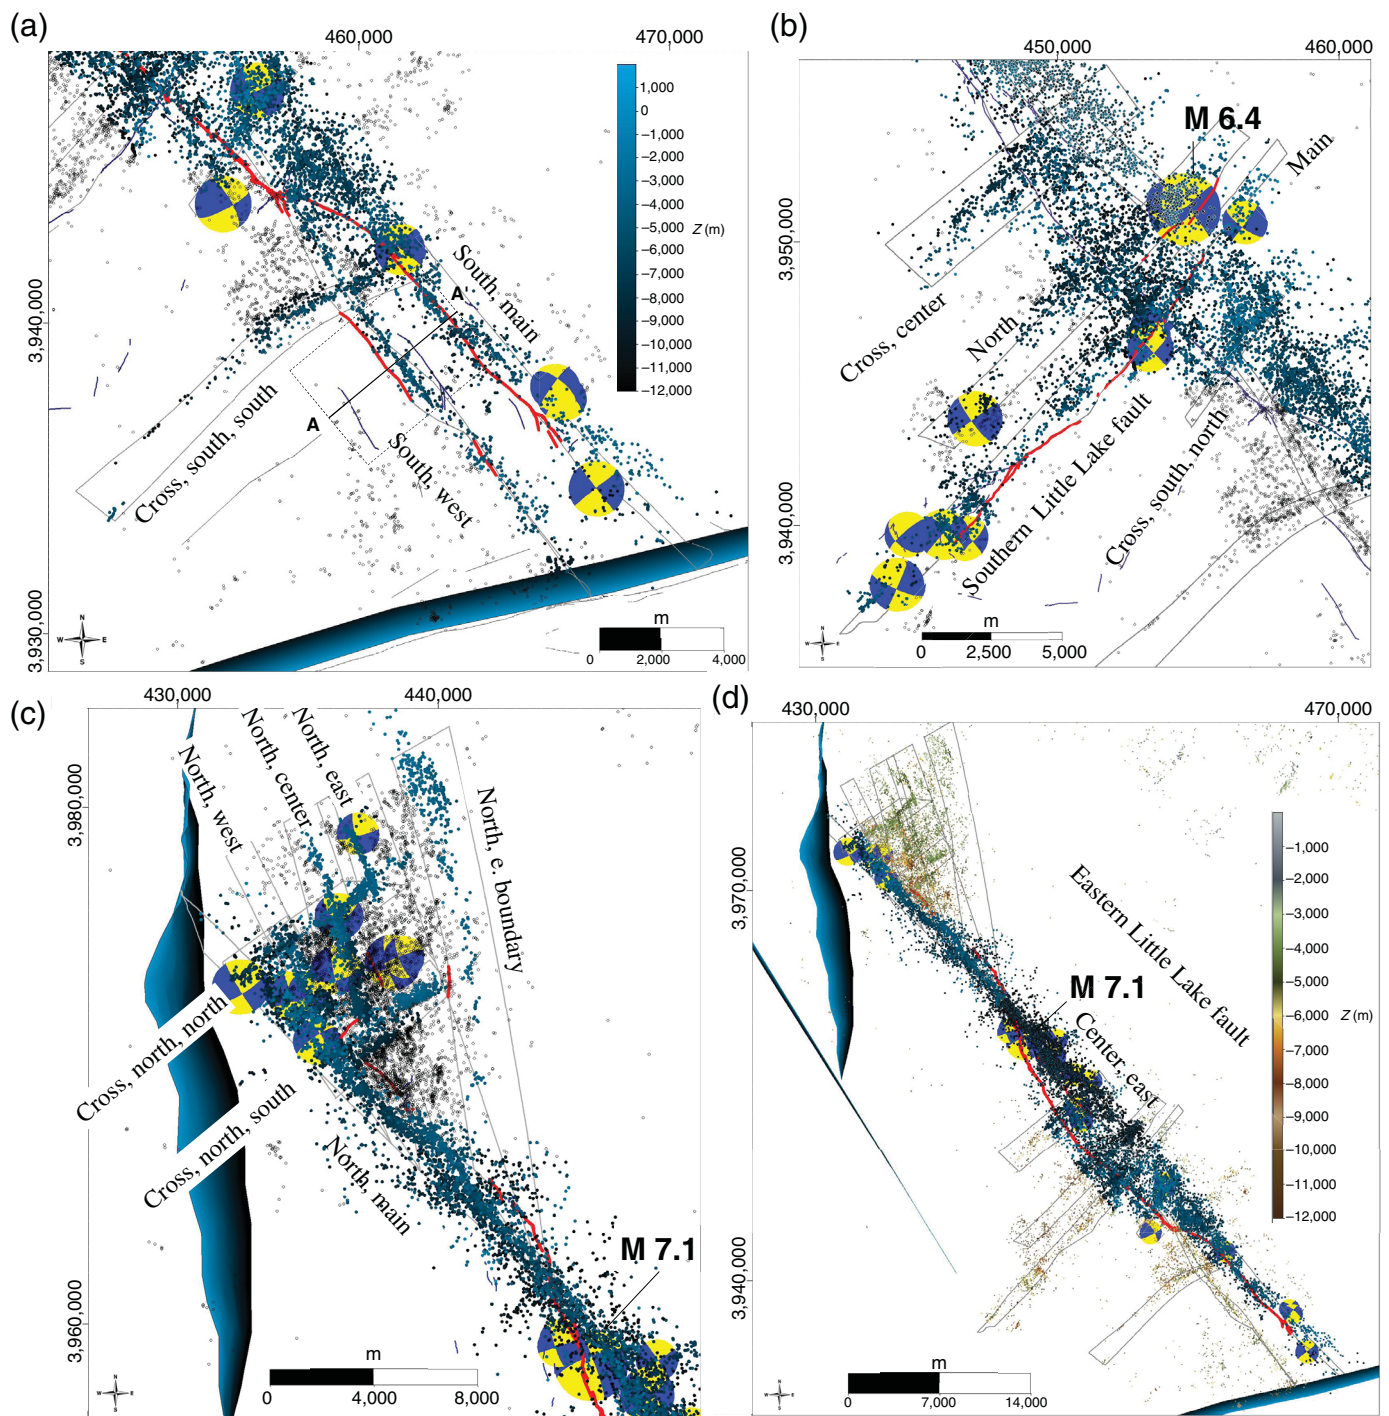 (a)
460,000
470,000
3,940,000
3,930,000
1,000
0
−1,000
−2,000
−3,000
−4,000
−5,000
−6,000
−7,000
−8,000
−9,000
−10,000
−11,000
−12,000
Z (m)
South, main
A'
A
South, west
Cross, south, south
N
W
E
S
m
0
2,000
4,000
(b)
450,000
460,000
3,950,000
3,940,000
M 6.4
Main
Cross, center
North
Southern Little Lake fault
Cross, south, north
N
W
E
S
m
0
2,500
5,000
(c)
430,000
440,000
3,980,000
3,960,000
North, west
North, center
North, east
North, e. boundary
Cross, north, north
Cross, north, south
North, main
M 7.1
N
W
E
S
m
0
4,000
8,000
(d)
430,000
470,000
3,970,000
3,940,000
Eastern Little Lake fault
M 7.1
Center, east
−1,000
−2,000
−3,000
−4,000
−5,000
−6,000
−7,000
−8,000
−9,000
−10,000
−11,000
−12,000
Z (m)
N
W
E
S
m
0
7,000
14,000